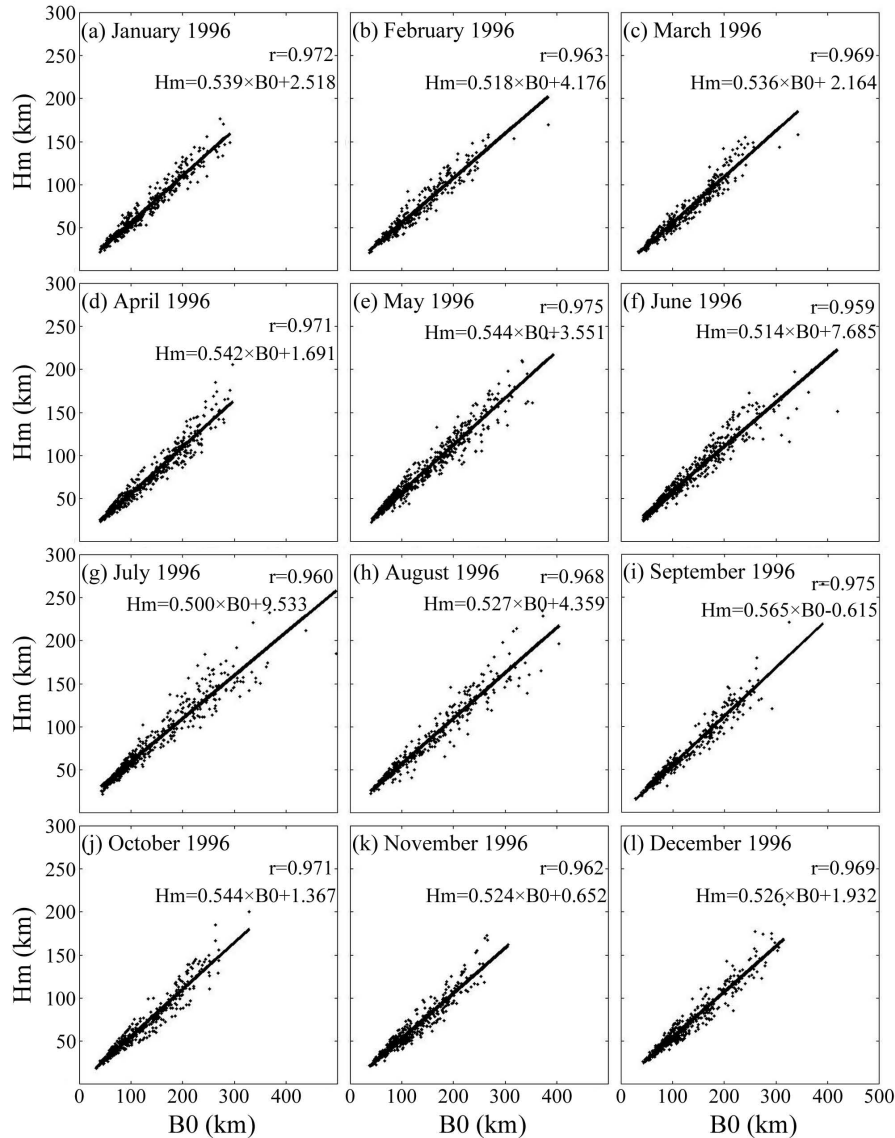 300
250
200
150
100
50
Hm (km)
(a) January 1996
r=0.972
Hm=0.539×B0+2.518
(b) February 1996
r=0.963
Hm=0.518×B0+4.176
(c) March 1996
r=0.969
Hm=0.536×B0+ 2.164
300
250
200
150
100
50
Hm (km)
(d) April 1996
r=0.971
Hm=0.542×B0+1.691
(e) May 1996
r=0.975
Hm=0.544×B0+3.551
(f) June 1996
r=0.959
Hm=0.514×B0+7.685
300
250
200
150
100
50
Hm (km)
(g) July 1996
r=0.960
Hm=0.500×B0+9.533
(h) August 1996
r=0.968
Hm=0.527×B0+4.359
(i) September 1996
r=0.975
Hm=0.565×B0-0.615
300
250
200
150
100
50
Hm (km)
(j) October 1996
r=0.971
Hm=0.544×B0+1.367
(k) November 1996
r=0.962
Hm=0.524×B0+0.652
(l) December 1996
r=0.969
Hm=0.526×B0+1.932
0 100 200 300 400
0 100 200 300 400
0 100 200 300 400 500
B0 (km)
B0 (km)
B0 (km)